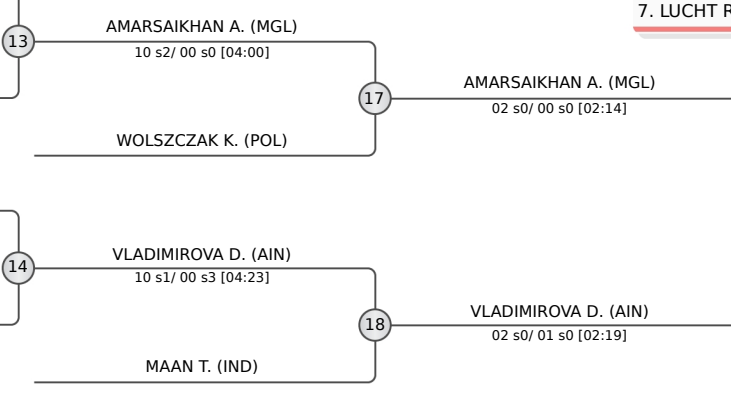 7. LUCHT R
13
AMARSAIKHAN A. (MGL)
10 s2/ 00 s0 [04:00]
17
AMARSAIKHAN A. (MGL)
02 s0/ 00 s0 [02:14]
WOLSZCZAK K. (POL)
14
VLADIMIROVA D. (AIN)
10 s1/ 00 s3 [04:23]
18
VLADIMIROVA D. (AIN)
02 s0/ 01 s0 [02:19]
MAAN T. (IND)